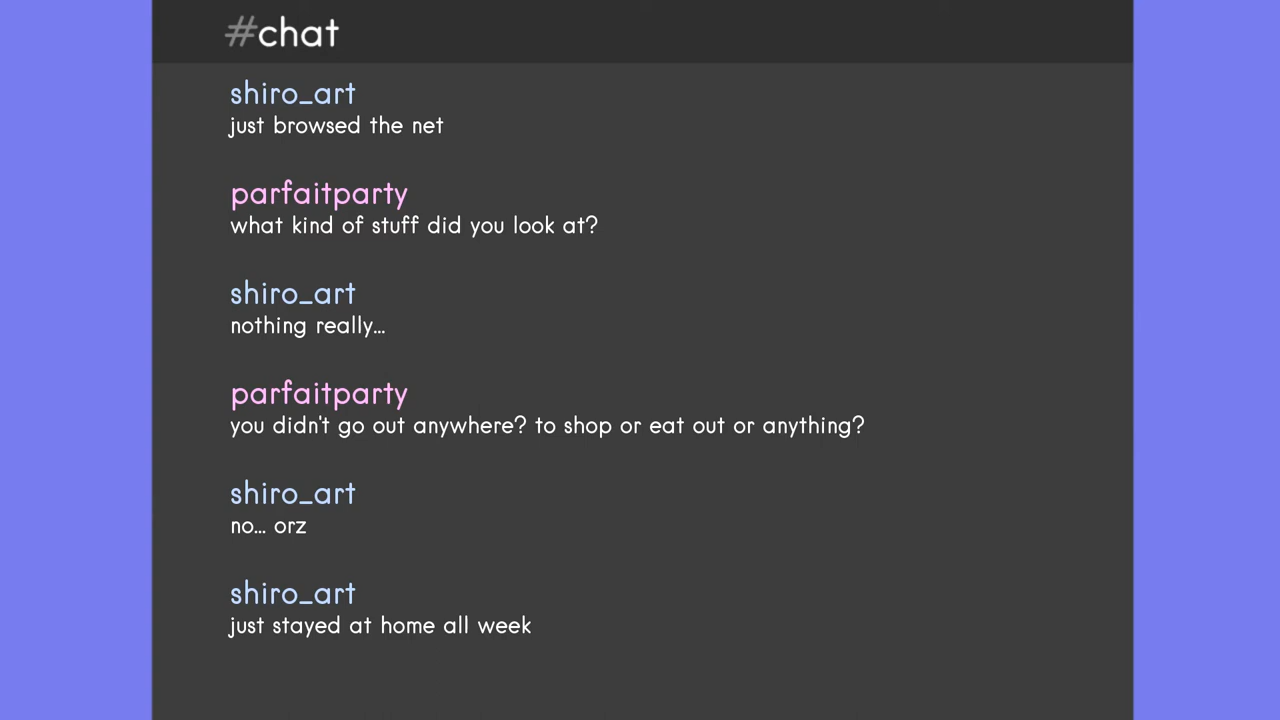 #chat
shiro_art
just browsed the net
parfaitparty
what kind of stuff did you look at?
shiro_art
nothing really...
parfaitparty
you didn't go out anywhere? to shop or eat out or anything?
shiro_art
no... orz
shiro_art
just stayed at home all week